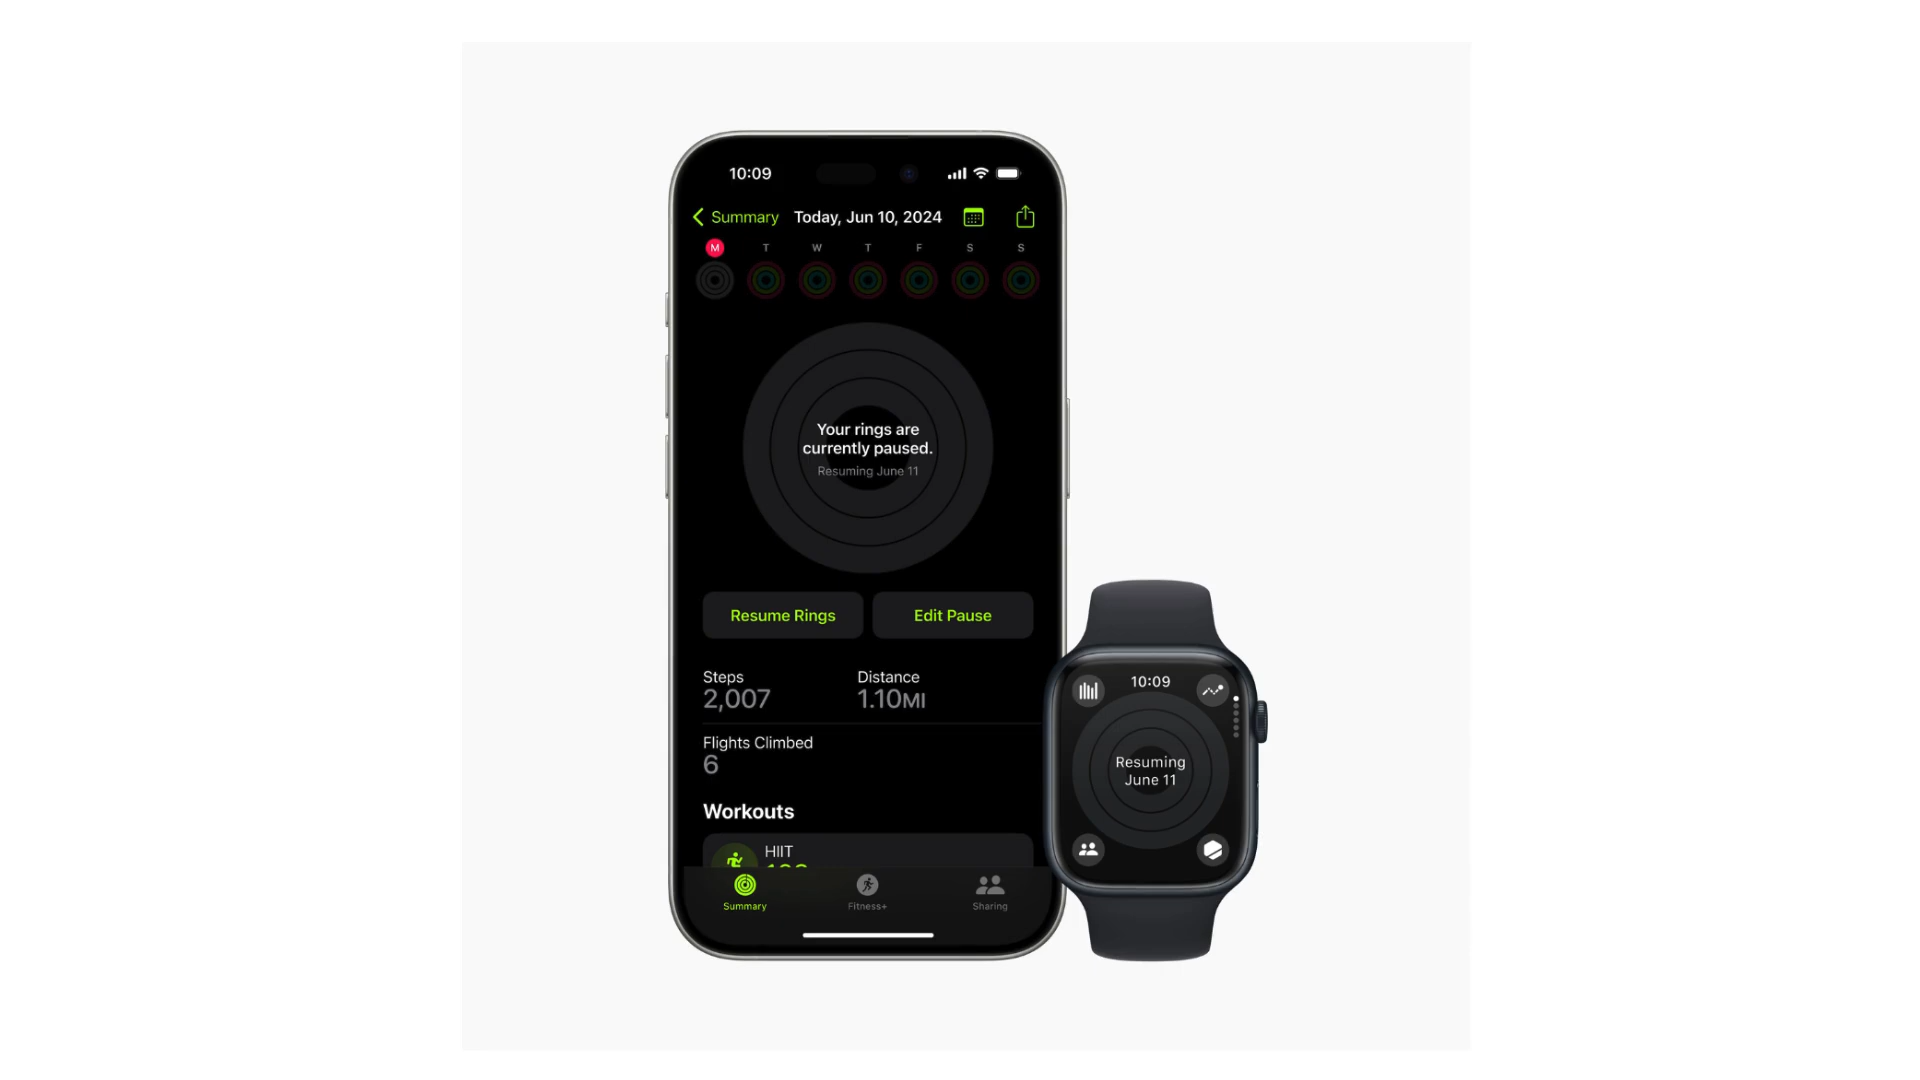 10:09
Summary Today, Jun 10, 2024
M T W T F S S
Your rings are
currently paused.
Resuming June 11
Resume Rings Edit Pause
Steps Distance
2,007 1.10MI
Flights Climbed
6
Workouts
HIIT
Summary Fitness+ Sharing
10:09
Resuming
June 11